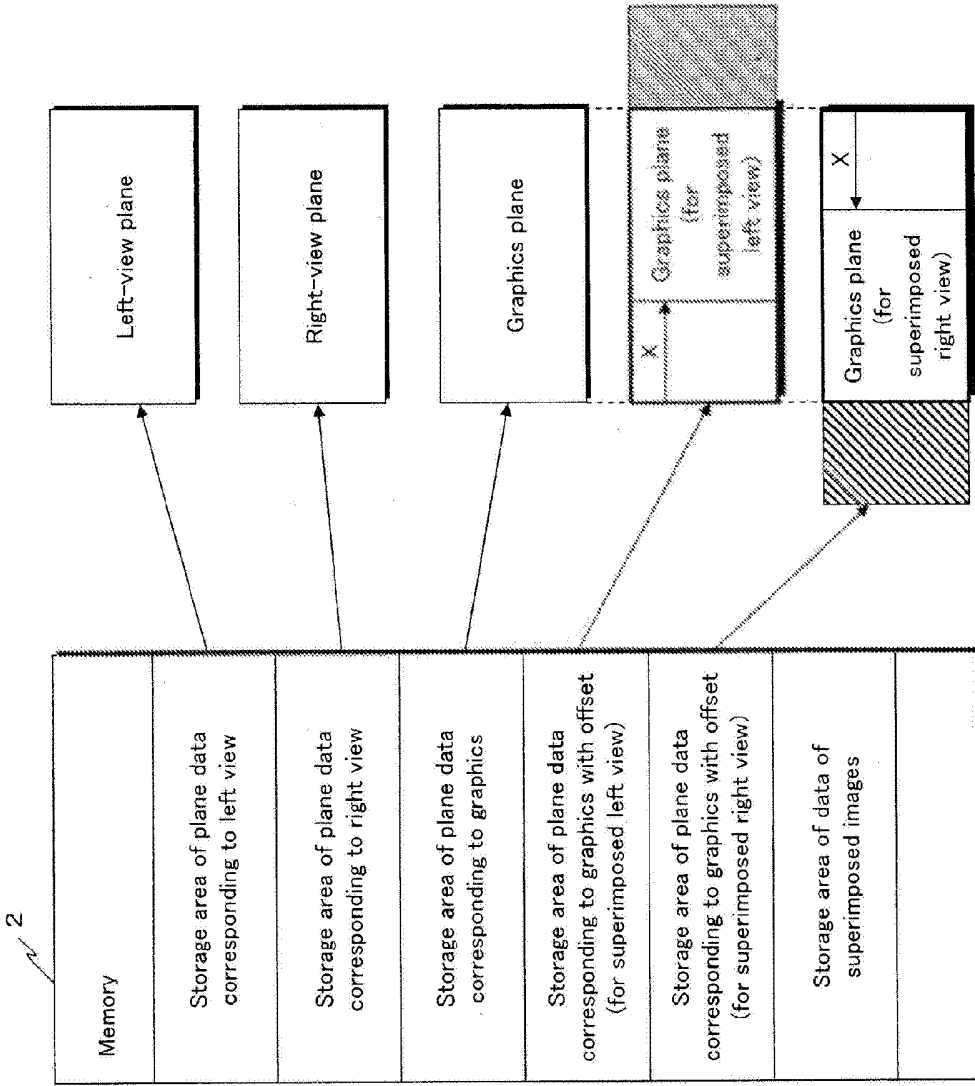 2
Memory
Storage area of plane data
corresponding to left view
Storage area of plane data
corresponding to right view
Storage area of plane data
corresponding to graphics
Storage area of plane data
corresponding to graphics with offset
(for superimposed left view)
Storage area of plane data
corresponding to graphics with offset
(for superimposed right view)
Storage area of data of
superimposed images
Left-view plane
Right-view plane
Graphics plane
X
Graphics plane
(for
superimposed
left view)
Graphics plane
(for
superimposed
right view)
X